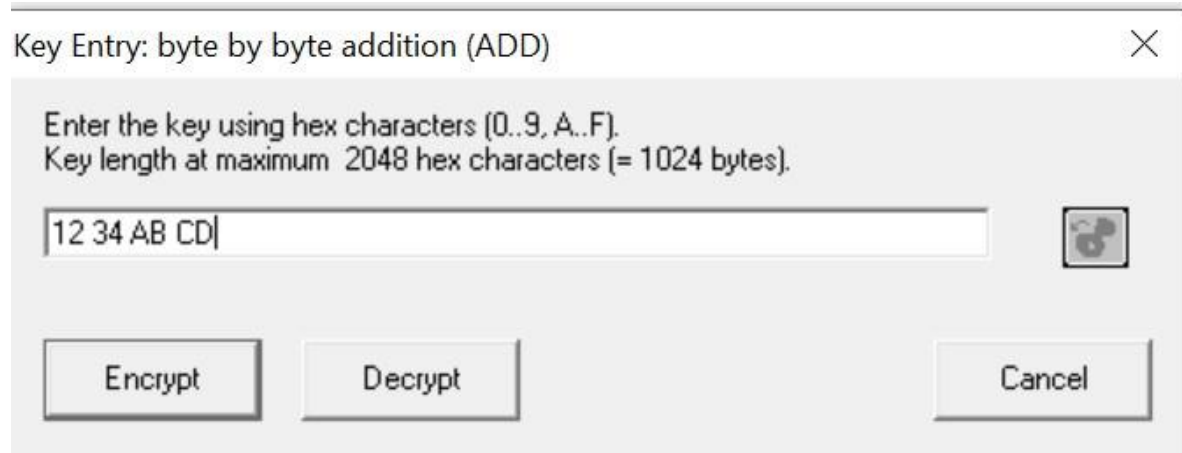 Key Entry: byte by byte addition (ADD)
Enter the key using hex characters (0..9, A..F).
Key length at maximum  2048 hex characters (= 1024 bytes).
12 34 AB CD
Encrypt Decrypt Cancel